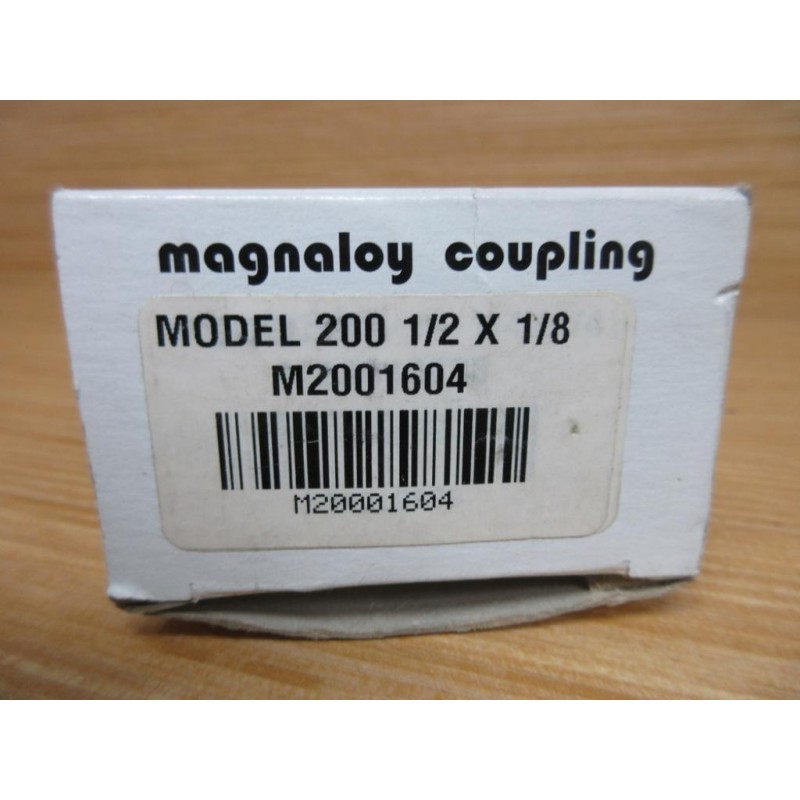 magnaloy coupling
MODEL 200 1/2 X 1/8
M2001604
M20001604